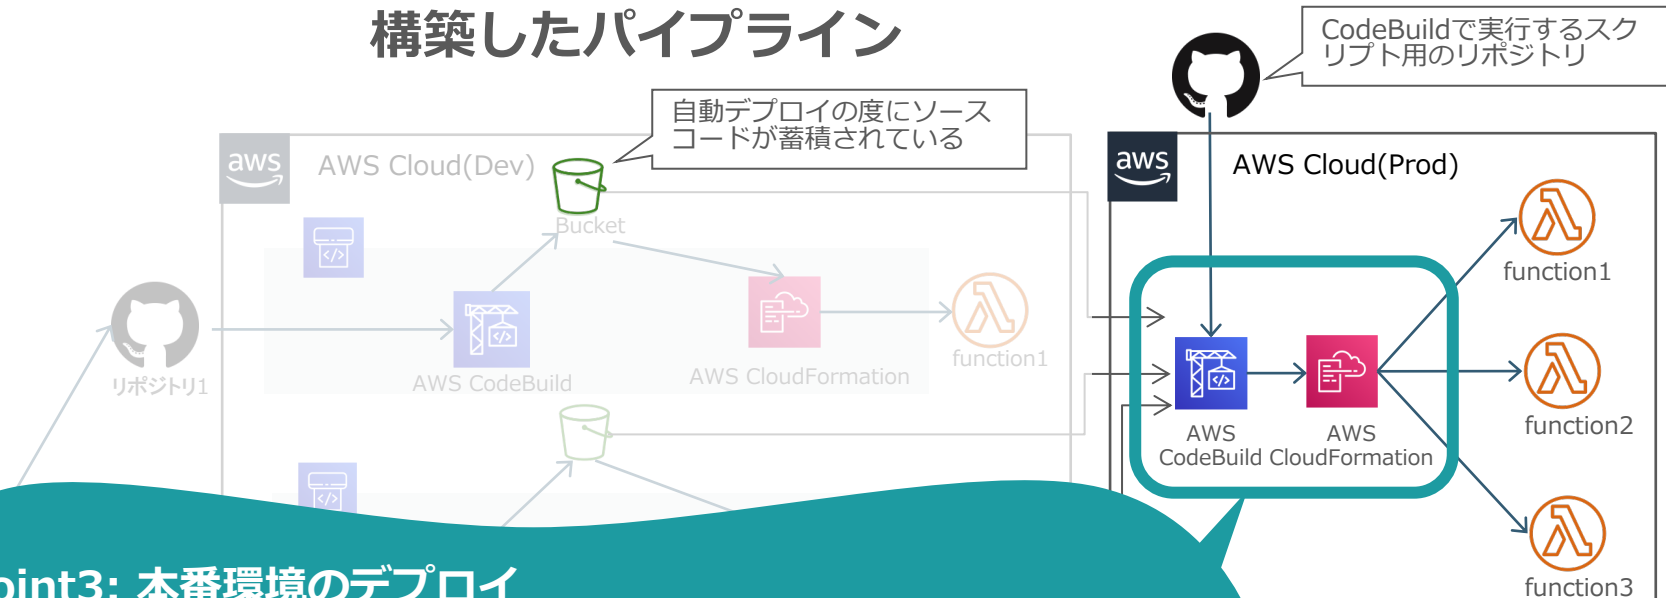 構築したパイプライン
CodeBuildで実行するスク
リプト用のリポジトリ
自動デプロイの度にソース
コードが蓄積されている
aws
AWS Cloud(Dev)
Bucket
リポジトリ1
AWS CodeBuild
AWS CloudFormation
function1
aws
AWS Cloud(Prod)
AWS
CodeBuild
AWS
CloudFormation
function1
function2
function3
oint3: 本番環境のデプロイ